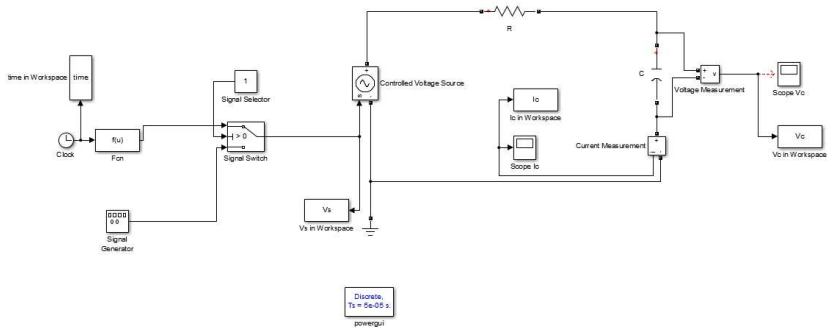 time in Workspace
time
Clock
f(u)
Fcn
1
Signal Selector
> 0
Signal Switch
Signal
Generator
+
s
-
Controlled Voltage Source
Vs
Vs in Workspace
R
C
Ic
Ic in Workspace
Scope Ic
+
i
-
Current Measurement
+
-
v
Voltage Measurement
Scope Vc
Vc
Vc in Workspace
Discrete,
Ts = 5e-05 s.
powergui